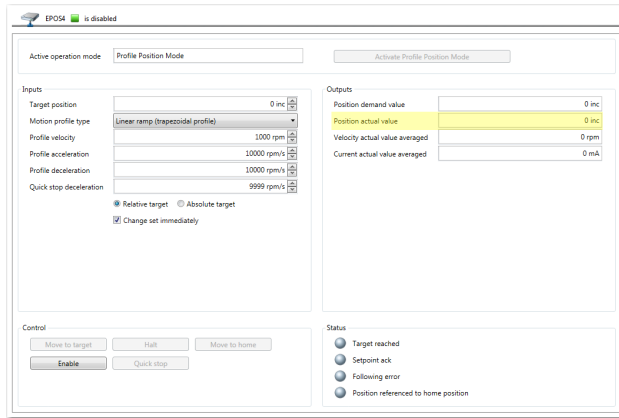 EPOS4 is disabled
Active operation mode Profile Position Mode Activate Profile Position Mode
Inputs
Target position 0 inc
Motion profile type Linear ramp (trapezoidal profile)
Profile velocity 1000 rpm
Profile acceleration 10000 rpm/s
Profile deceleration 10000 rpm/s
Quick stop deceleration 9999 rpm/s
Relative target Absolute target
Change set immediately
Outputs
Position demand value 0 inc
Position actual value 0 inc
Velocity actual value averaged 0 rpm
Current actual value averaged 0 mA
Control
Move to target Halt Move to home
Enable Quick stop
Status
Target reached
Setpoint ack
Following error
Position referenced to home position